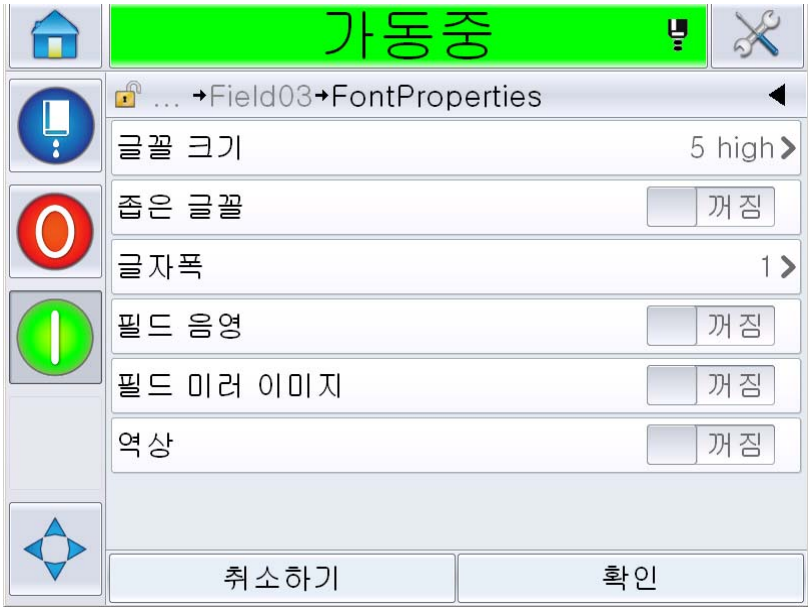 가동중
... →Field03→FontProperties
글꼴 크기 5 high
좁은 글꼴 꺼짐
글자폭 1
필드 음영 꺼짐
필드 미러 이미지 꺼짐
역상 꺼짐
취소하기 확인